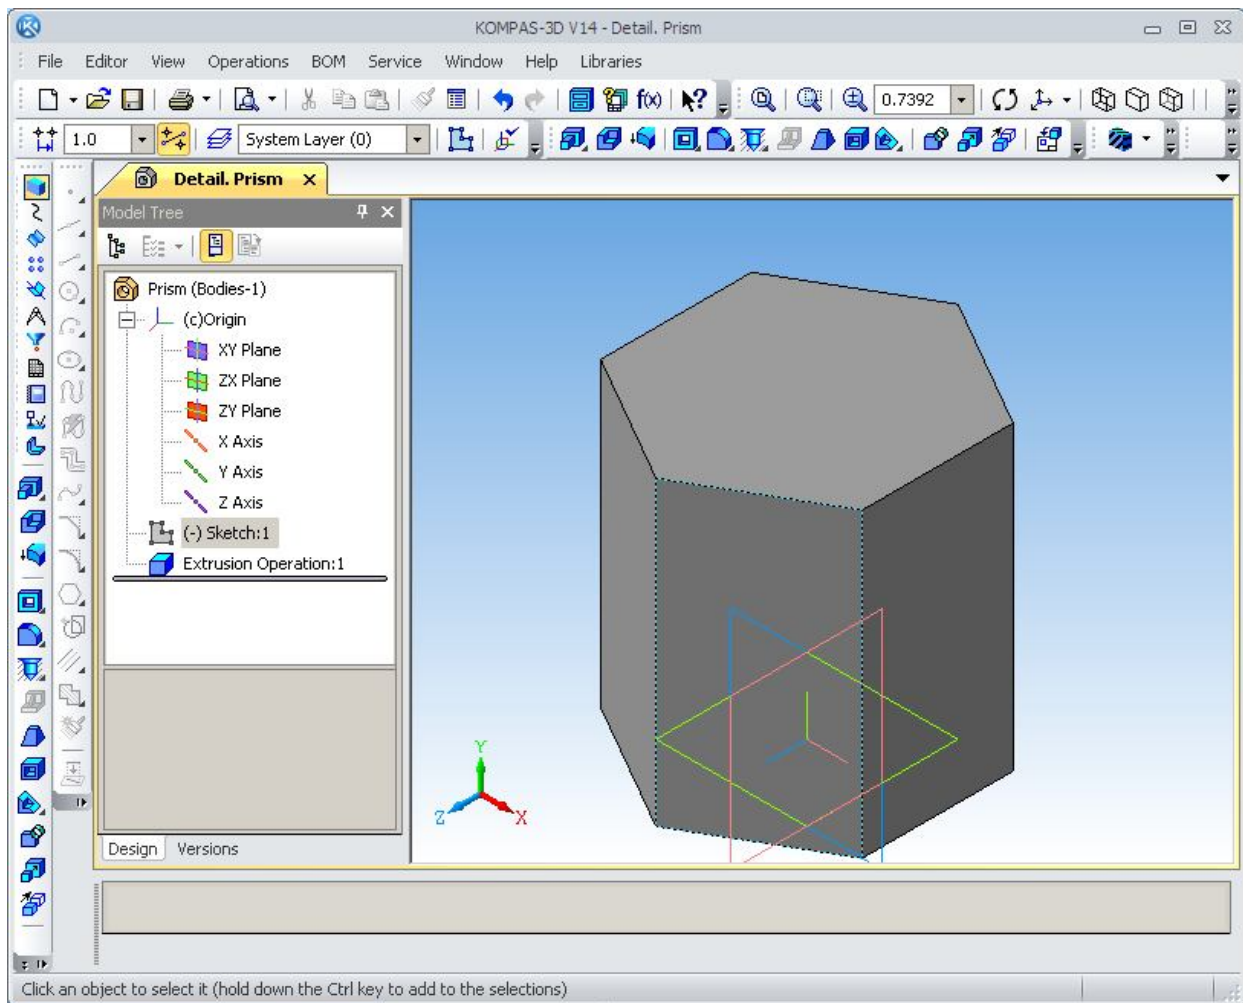 KOMPAS-3D V14 - Detail. Prism
File Editor View Operations BOM Service Window Help Libraries
f(x) 0.7392
1.0 System Layer (0)
Detail. Prism
Model Tree
Prism (Bodies-1)
(c)Origin
XY Plane
ZX Plane
ZY Plane
X Axis
Y Axis
Z Axis
(-) Sketch:1
Extrusion Operation:1
Y
Z X
Design Versions
Click an object to select it (hold down the Ctrl key to add to the selections)